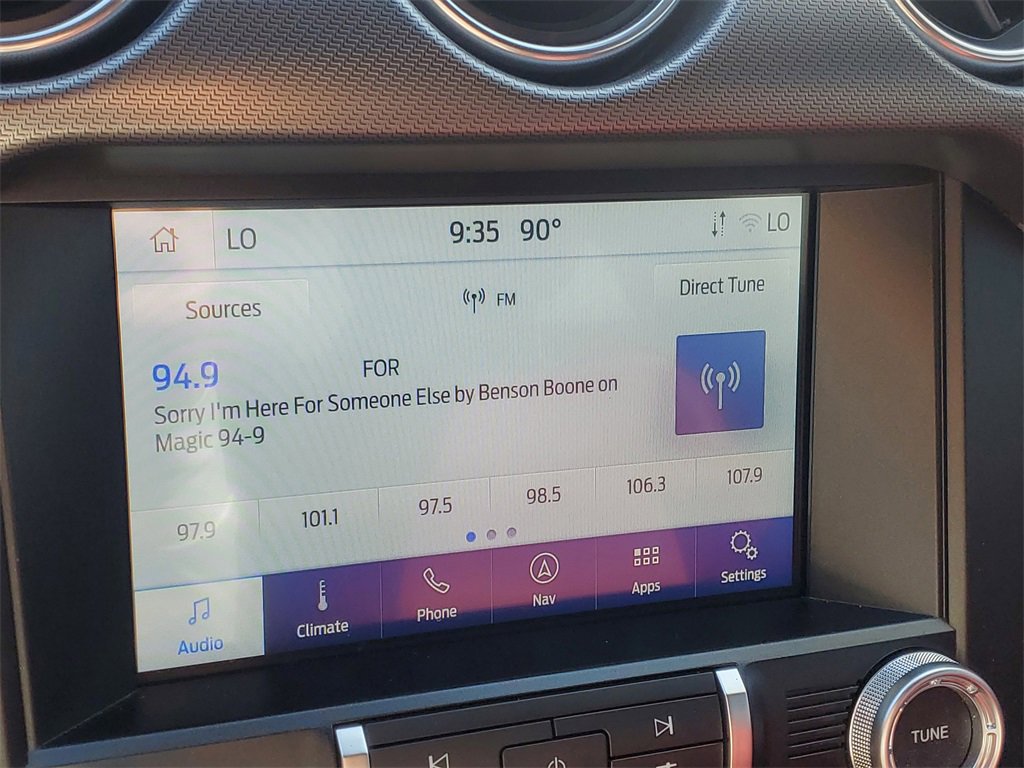 LO
9:35 90°
LO
Sources
FM
Direct Tune
94.9
FOR
Sorry I'm Here For Someone Else by Benson Boone on
Magic 94-9
97.9
101.1
97.5
98.5
106.3
107.9
Audio
Climate
Phone
Nav
Apps
Settings
TUNE